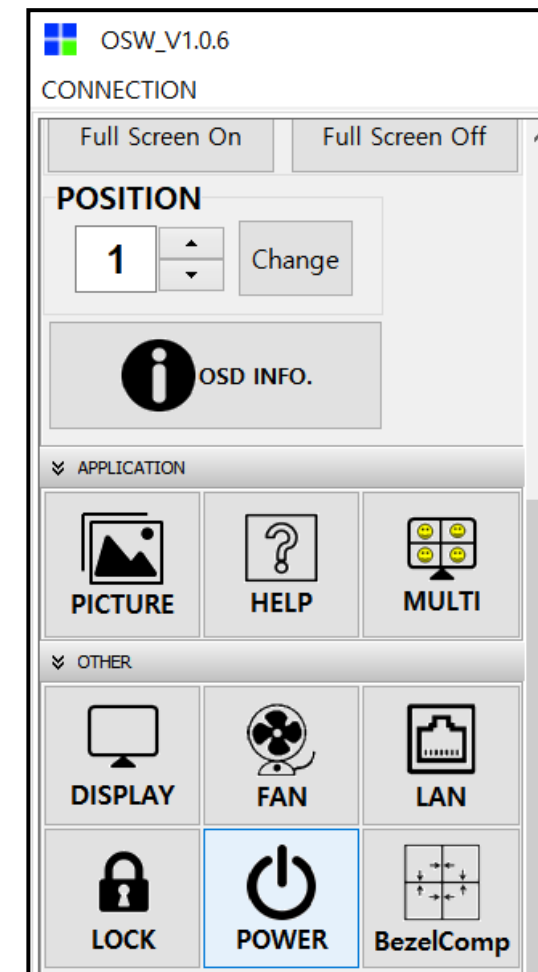 OSW_V1.0.6
CONNECTION
Full Screen On Full Screen Off
POSITION
1 Change
OSD INFO.
APPLICATION
PICTURE HELP MULTI
OTHER
DISPLAY FAN LAN
LOCK POWER BezelComp